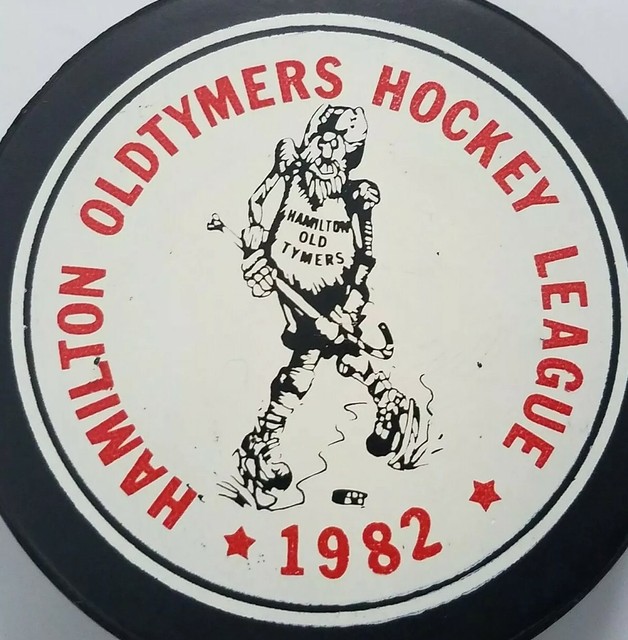 HAMILTON OLDTYMERS HOCKEY LEAGUE
HAMILTON
OLD
TYMERS
1982